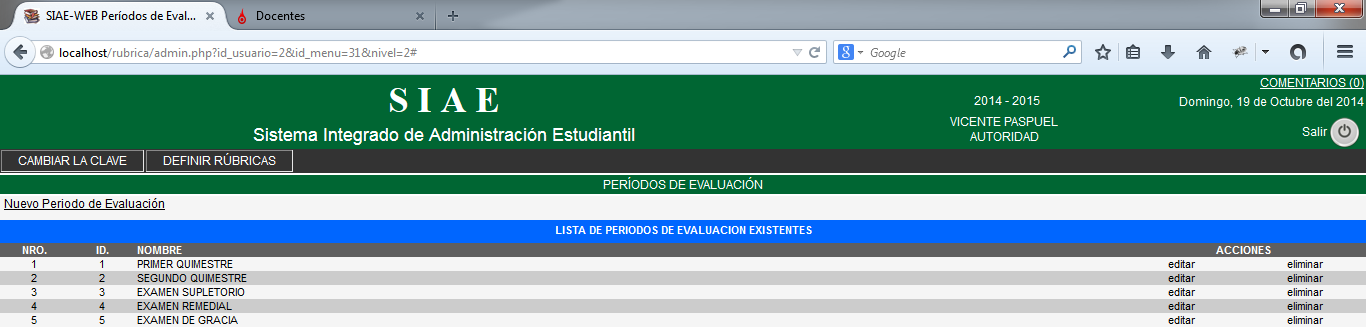 SIAE-WEB Períodos de Eval...
Docentes
localhost/rubrica/admin.php?id_usuario=2&id_menu=31&nivel=2#
Google
COMENTARIOS (0)
S I A E
2014 - 2015
Domingo, 19 de Octubre del 2014
Sistema Integrado de Administración Estudiantil
VICENTE PASPUEL
AUTORIDAD
Salir
CAMBIAR LA CLAVE DEFINIR RÚBRICAS
PERÍODOS DE EVALUACIÓN
Nuevo Periodo de Evaluación
LISTA DE PERIODOS DE EVALUACION EXISTENTES
NRO. ID. NOMBRE ACCIONES
1 1 PRIMER QUIMESTRE editar eliminar
2 2 SEGUNDO QUIMESTRE editar eliminar
3 3 EXAMEN SUPLETORIO editar eliminar
4 4 EXAMEN REMEDIAL editar eliminar
5 5 EXAMEN DE GRACIA editar eliminar